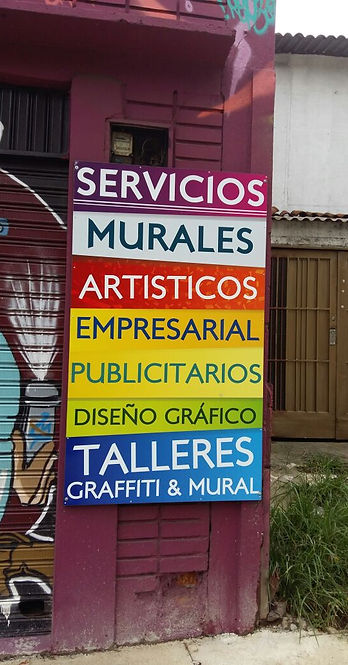 SERVICIOS
MURALES
ARTISTICOS
EMPRESARIAL
PUBLICITARIOS
DISEÑO GRÁFICO
TALLERES
GRAFFITI & MURAL